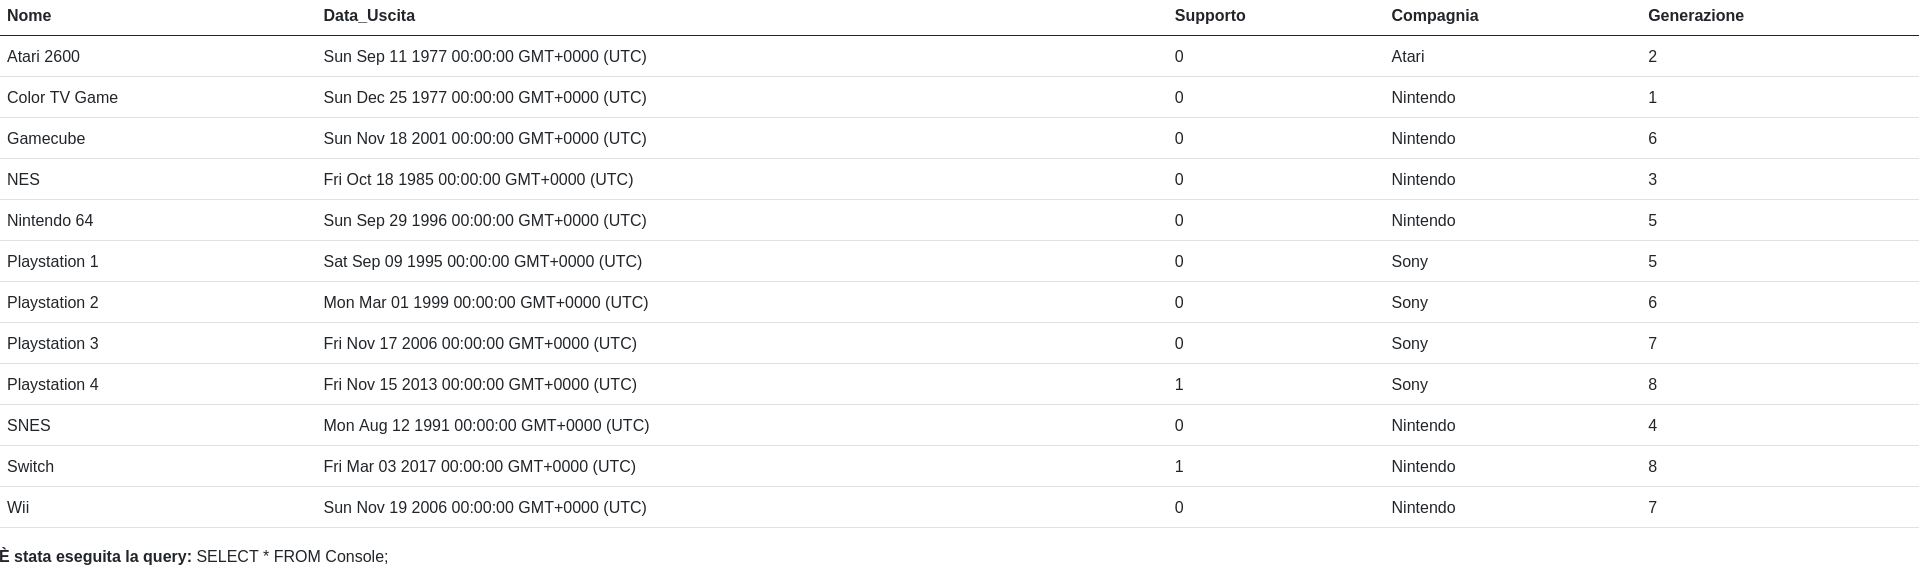 Nome Data_Uscita Supporto Compagnia Generazione
Atari 2600 Sun Sep 11 1977 00:00:00 GMT+0000 (UTC) 0 Atari 2
Color TV Game Sun Dec 25 1977 00:00:00 GMT+0000 (UTC) 0 Nintendo 1
Gamecube Sun Nov 18 2001 00:00:00 GMT+0000 (UTC) 0 Nintendo 6
NES Fri Oct 18 1985 00:00:00 GMT+0000 (UTC) 0 Nintendo 3
Nintendo 64 Sun Sep 29 1996 00:00:00 GMT+0000 (UTC) 0 Nintendo 5
Playstation 1 Sat Sep 09 1995 00:00:00 GMT+0000 (UTC) 0 Sony 5
Playstation 2 Mon Mar 01 1999 00:00:00 GMT+0000 (UTC) 0 Sony 6
Playstation 3 Fri Nov 17 2006 00:00:00 GMT+0000 (UTC) 0 Sony 7
Playstation 4 Fri Nov 15 2013 00:00:00 GMT+0000 (UTC) 1 Sony 8
SNES Mon Aug 12 1991 00:00:00 GMT+0000 (UTC) 0 Nintendo 4
Switch Fri Mar 03 2017 00:00:00 GMT+0000 (UTC) 1 Nintendo 8
Wii Sun Nov 19 2006 00:00:00 GMT+0000 (UTC) 0 Nintendo 7
È stata eseguita la query: SELECT * FROM Console;